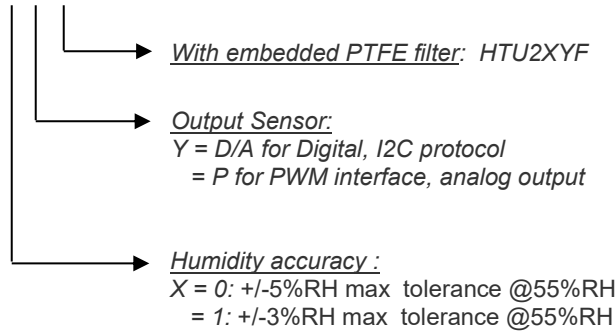 With embedded PTFE filter: HTU2XYF
Output Sensor:
Y = D/A for Digital, I2C protocol
= P for PWM interface, analog output
Humidity accuracy :
X = 0: +/-5%RH max tolerance @55%RH
= 1: +/-3%RH max tolerance @55%RH